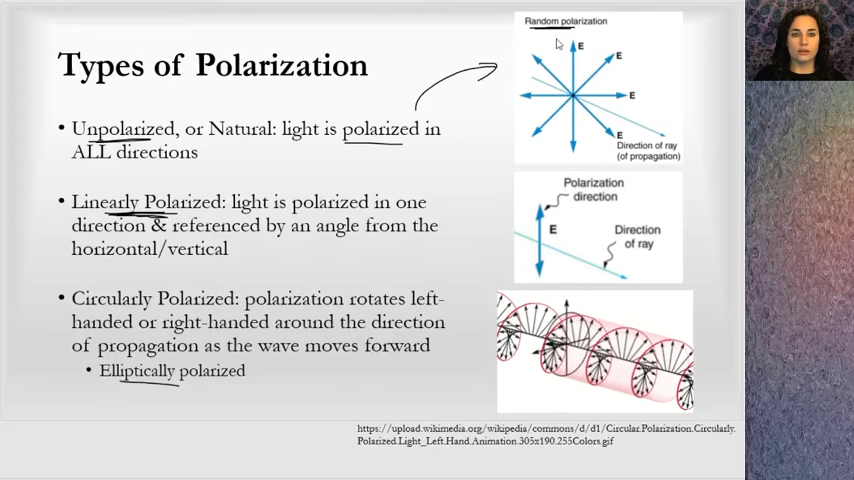 Types of Polarization
• Unpolarized, or Natural: light is polarized in
ALL directions
• Linearly Polarized: light is polarized in one
direction & referenced by an angle from the
horizontal/vertical
• Circularly Polarized: polarization rotates left-
handed or right-handed around the direction
of propagation as the wave moves forward
• Elliptically polarized
Random polarization
E
E
E
E
Direction of ray
(of propagation)
Polarization
direction
E
Direction
of ray
https://upload.wikimedia.org/wikipedia/commons/d/d1/Circular.Polarization.Circularly.
Polarized.Light_Left.Hand.Animation.305x190.255Colors.gif